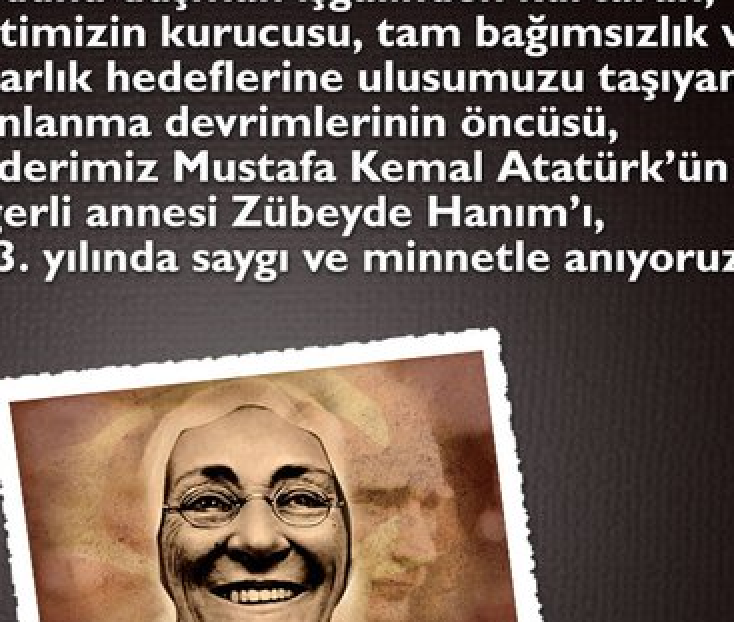 timizin kurucusu, tam bağımsızlık v
arlık hedeflerine ulusumuzu taşıyan
nlanma devrimlerinin öncüsü,
derimiz Mustafa Kemal Atatürk'ün
ğerli annesi Zübeyde Hanım'ı,
3. yılında saygı ve minnetle anıyoruz